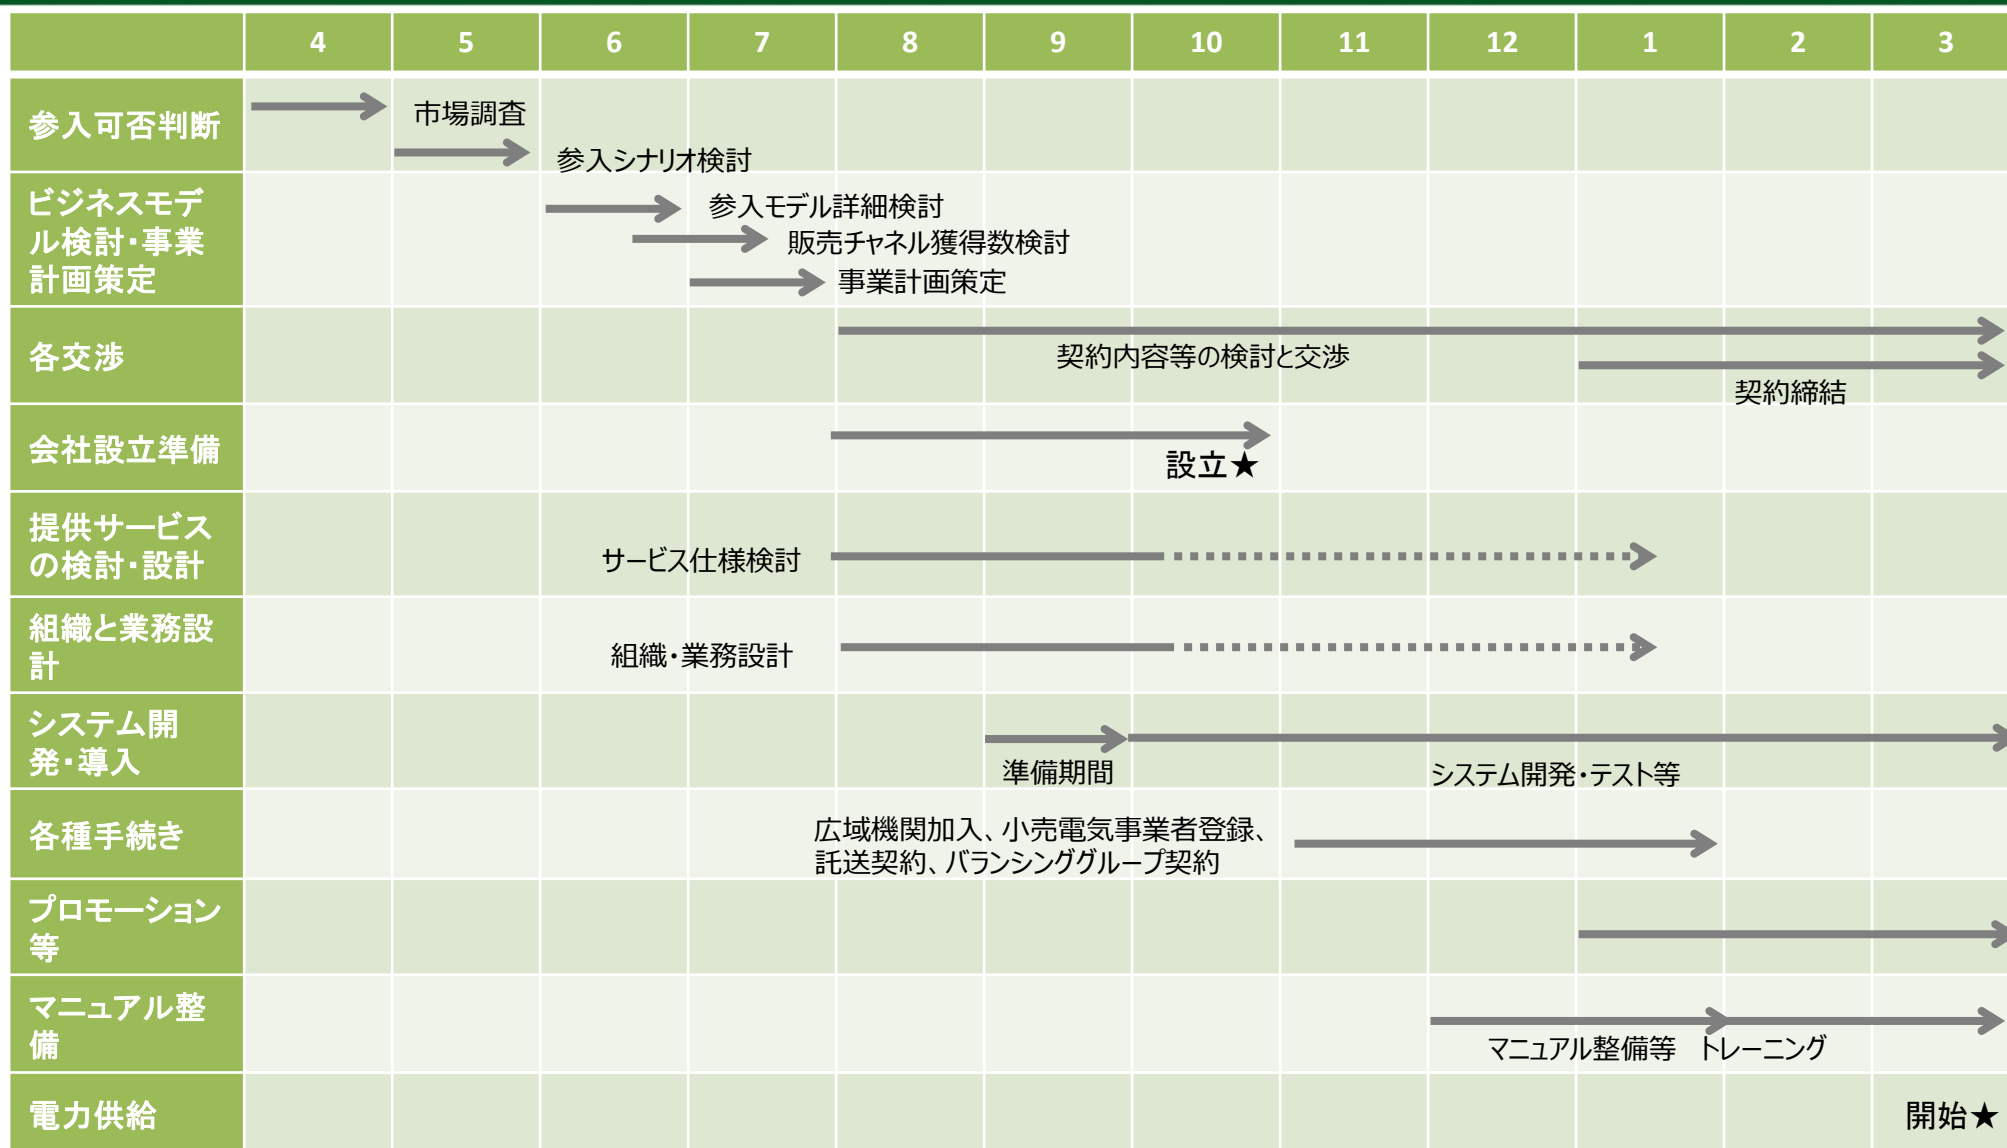 4 5 6 7 8 9 10 11 12 1 2 3
参入可否判断
市場調査
参入シナリオ検討
ビジネスモデ
ル検討・事業
計画策定
参入モデル詳細検討
販売チャネル獲得数検討
事業計画策定
各交渉
契約内容等の検討と交渉
契約締結
会社設立準備
設立★
提供サービス
の検討・設計
サービス仕様検討
組織と業務設
計
組織・業務設計
システム開
発・導入
準備期間
システム開発・テスト等
各種手続き
広域機関加入、小売電気事業者登録、
託送契約、バランシンググループ契約
プロモーション
等
マニュアル整
備
マニュアル整備等 トレーニング
電力供給
開始★